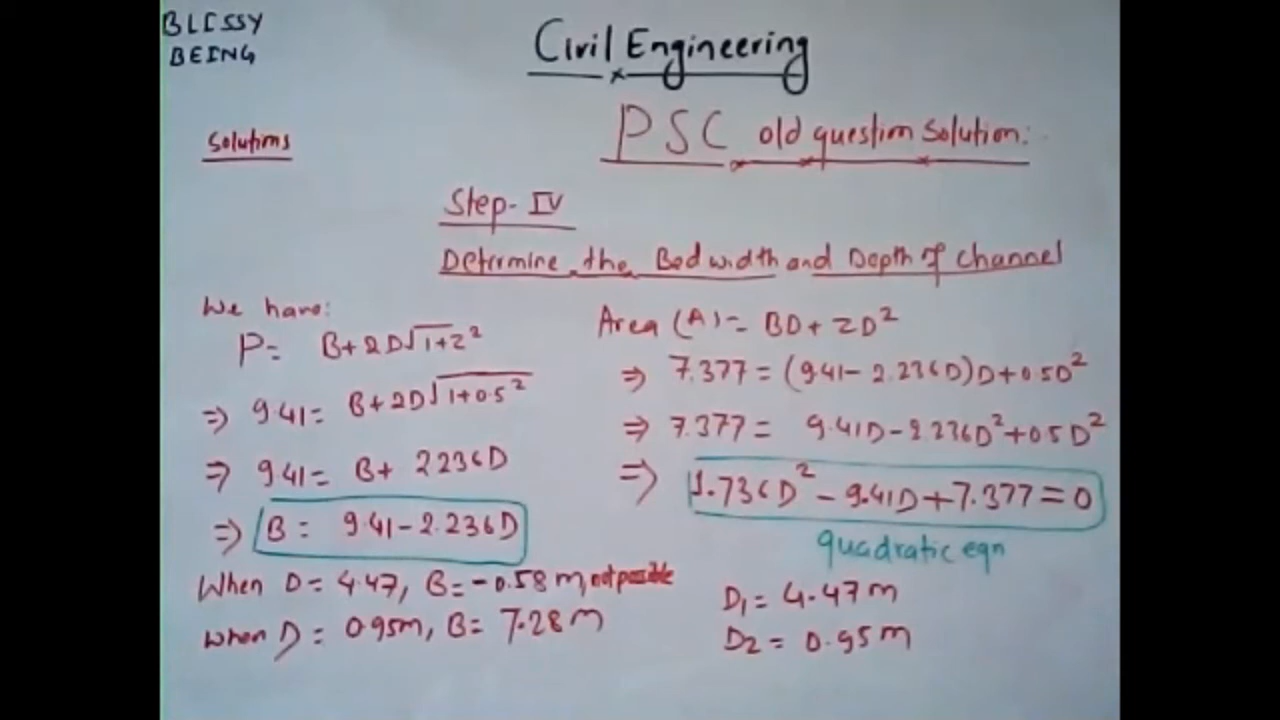 BLESSY
BEING
Civil Engineering
PSC old question solution:
Solutions
Step-IV
Determine the Bed width and Depth of channel
We have:
P= B+2D√1+Z²
⇒ 9.41= B+2D√1+0.5²
⇒ 9.41= B+ 2.236D
⇒ B= 9.41-2.236D
When D= 4.47, B=-0.58 m, not possible
When D= 0.95m, B= 7.28m
Area (A)= BD+ZD²
⇒ 7.377=(9.41-2.236D)D+0.5D²
⇒ 7.377= 9.41D-2.236D²+0.5D²
⇒ 1.736D²-9.41D+7.377=0
quadratic eqn
D₁= 4.47m
D₂= 0.95m